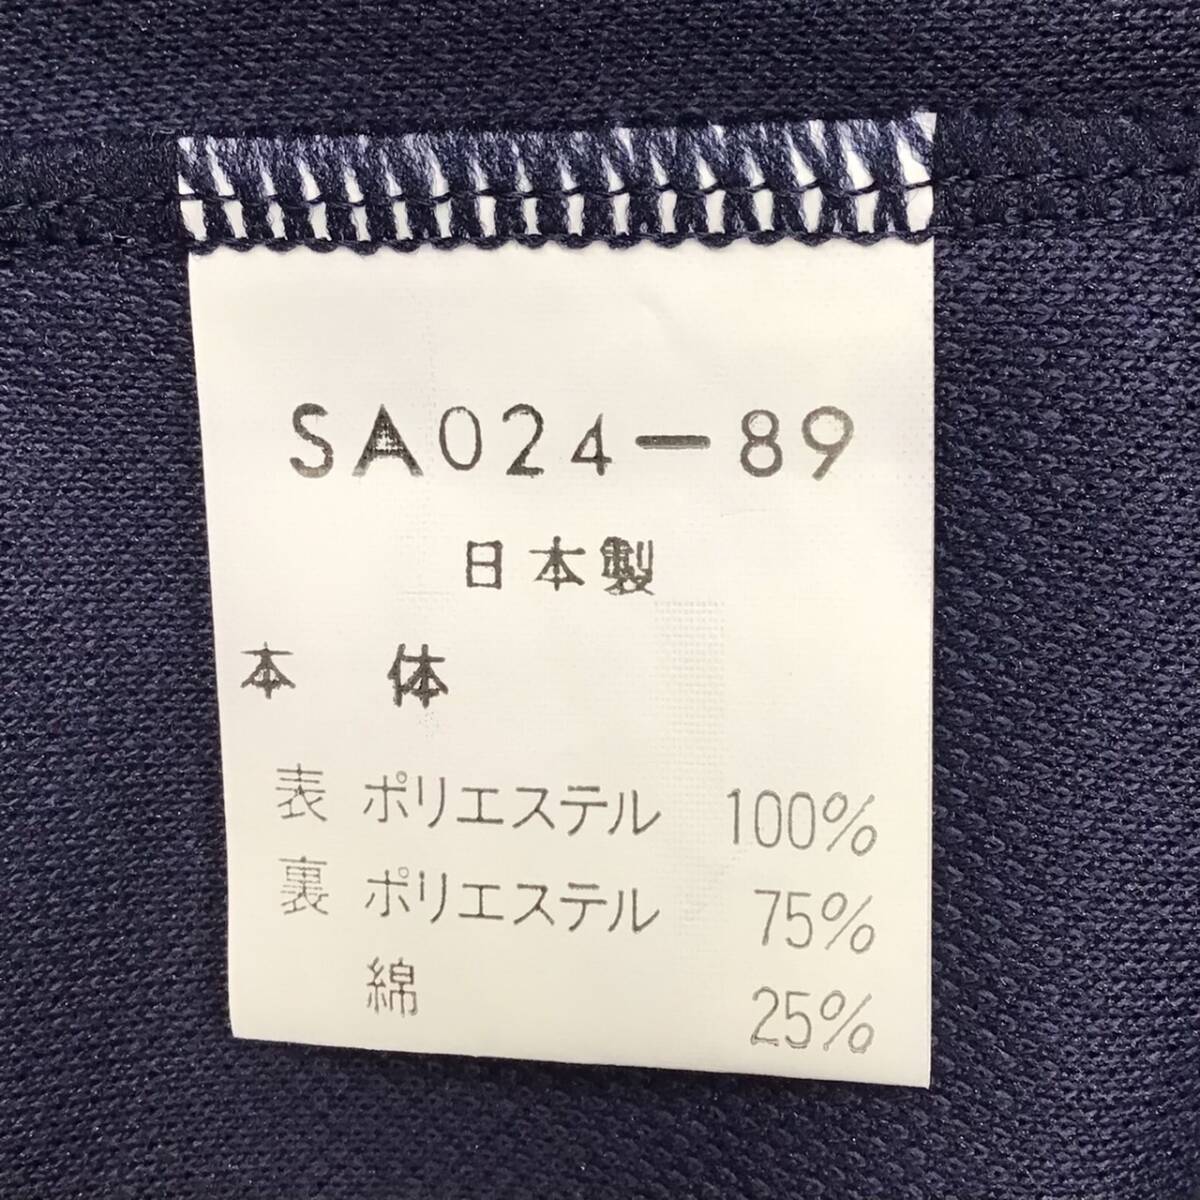 SA024-89
日本製
本 体
表 ポリエステル 100%
裏 ポリエステル 75%
綿 25%